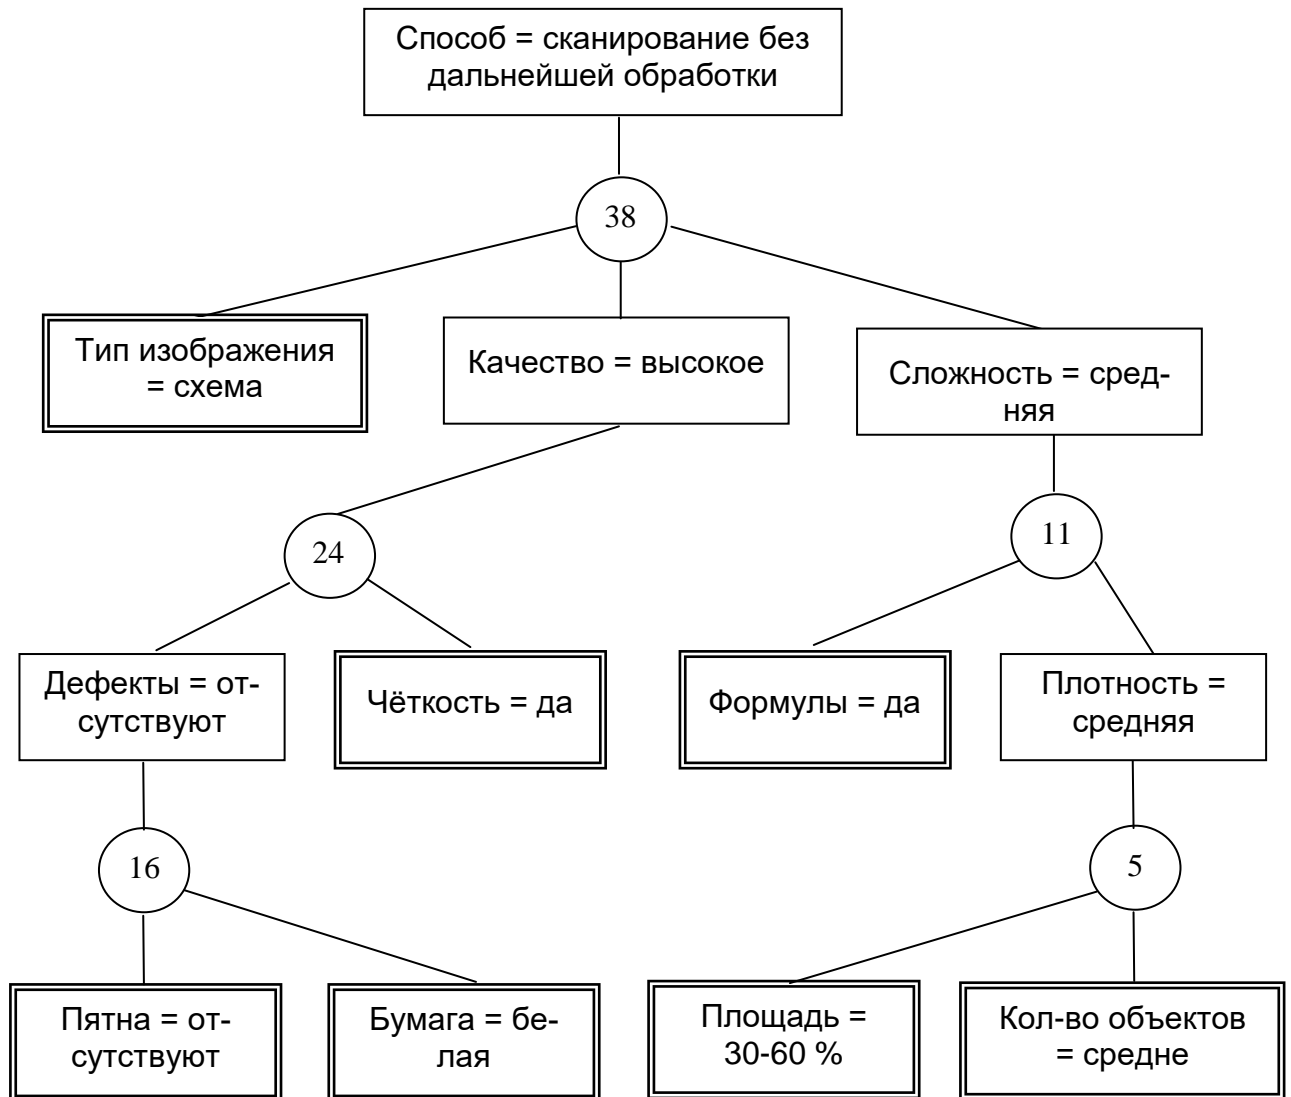 Способ = сканирование без
дальнейшей обработки
38
Тип изображения
= схема
Качество = высокое
Сложность = сред-
няя
24
11
Дефекты = от-
сутствуют
Чёткость = да
Формулы = да
Плотность =
средняя
16
5
Пятна = от-
сутствуют
Бумага = бе-
лая
Площадь =
30-60 %
Кол-во объектов
= средне